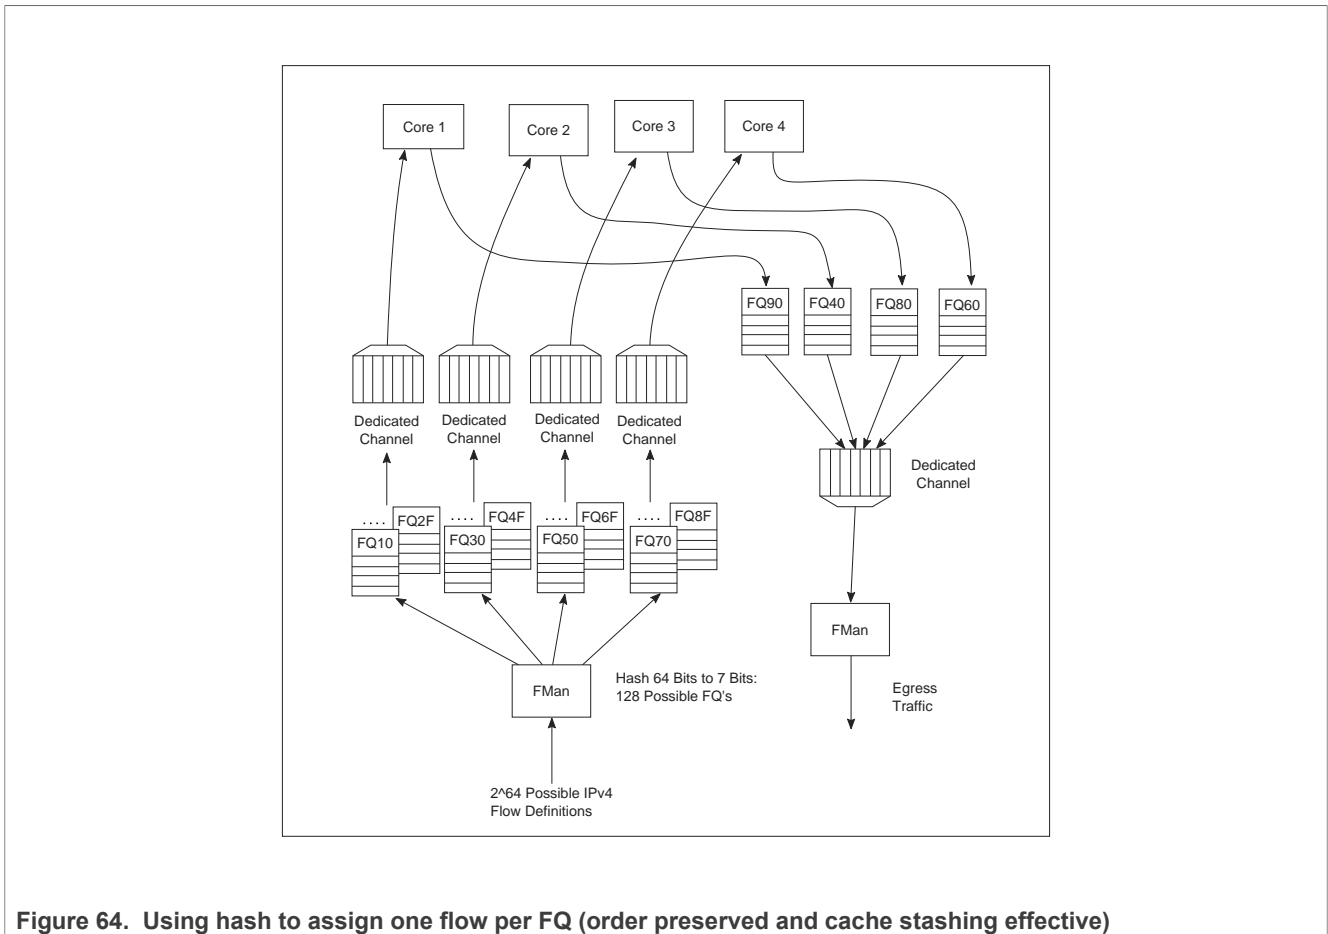 Core 1
Core 2
Core 3
Core 4
FQ90
FQ40
FQ80
FQ60
Dedicated
Channel
Dedicated
Channel
Dedicated
Channel
Dedicated
Channel
Dedicated
Channel
....
FQ2F
FQ10
....
FQ4F
FQ30
....
FQ6F
FQ50
....
FQ8F
FQ70
FMan
Hash 64 Bits to 7 Bits:
128 Possible FQ's
FMan
Egress
Traffic
2^64 Possible IPv4
Flow Definitions
Figure 64. Using hash to assign one flow per FQ (order preserved and cache stashing effective)